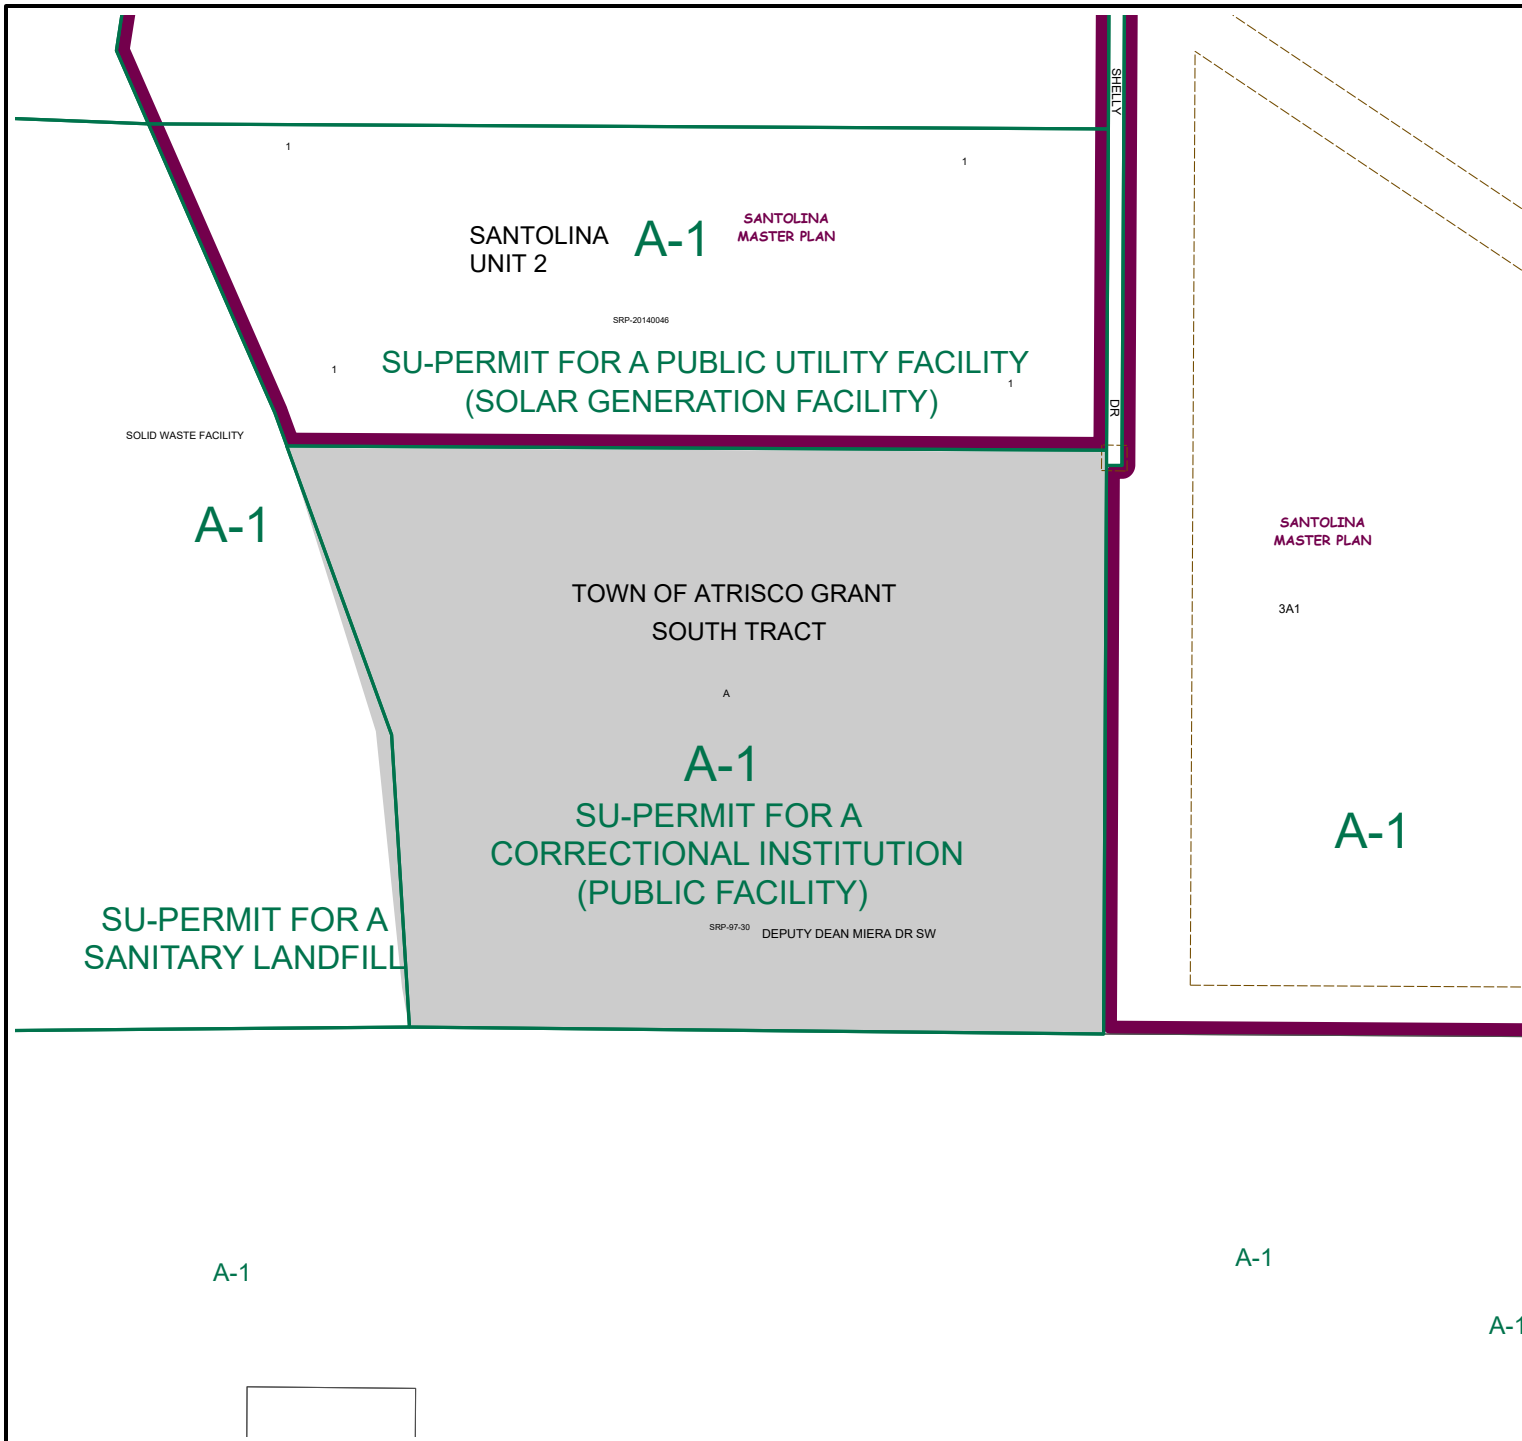 SHELLY
1
1
SANTOLINA
UNIT 2
A-1
SANTOLINA
MASTER PLAN
SRP-20140046
SU-PERMIT FOR A PUBLIC UTILITY FACILITY
(SOLAR GENERATION FACILITY)
1
1
DR
SOLID WASTE FACILITY
A-1
SANTOLINA
MASTER PLAN
3A1
TOWN OF ATRISCO GRANT
SOUTH TRACT
A
A-1
SU-PERMIT FOR A
CORRECTIONAL INSTITUTION
(PUBLIC FACILITY)
A-1
SRP-97-30
DEPUTY DEAN MIERA DR SW
SU-PERMIT FOR A
SANITARY LANDFILL
A-1
A-1
A-1